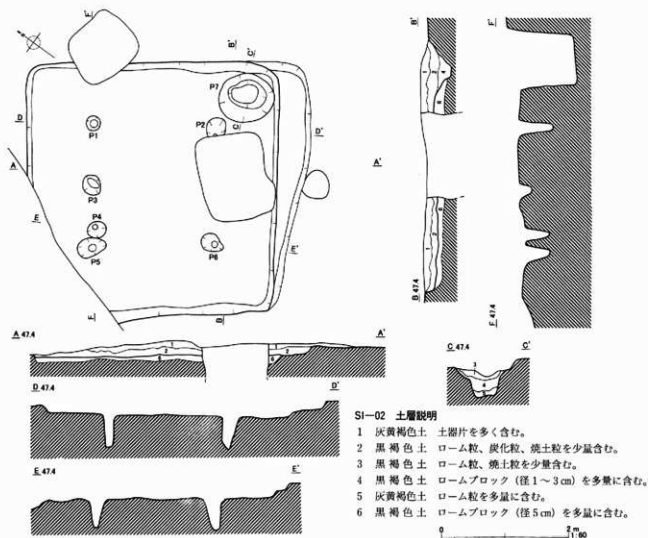 F'
B'
C'
P7
D
P1
P2
D'
C
A
A'
P3
E
P4
P5
P6
E'
F
B
B'
F'
B 47.4
F 47.4
A 47.4
A'
1
2
6
D 47.4
D'
E 47.4
E'
C 47.4
C'
SI—02 土層説明
1 灰黄褐色土 土器片を多く含む。
2 黒褐色土 ローム粒、炭化粒、焼土粒を少量含む。
3 黒褐色土 ローム粒、焼土粒を少量含む。
4 黒褐色土 ロームブロック（径1～3㎝）を多量に含む。
5 灰黄褐色土 ローム粒を多量に含む。
6 黒褐色土 ロームブロック（径5㎝）を多量に含む。
0 2 m
1:60